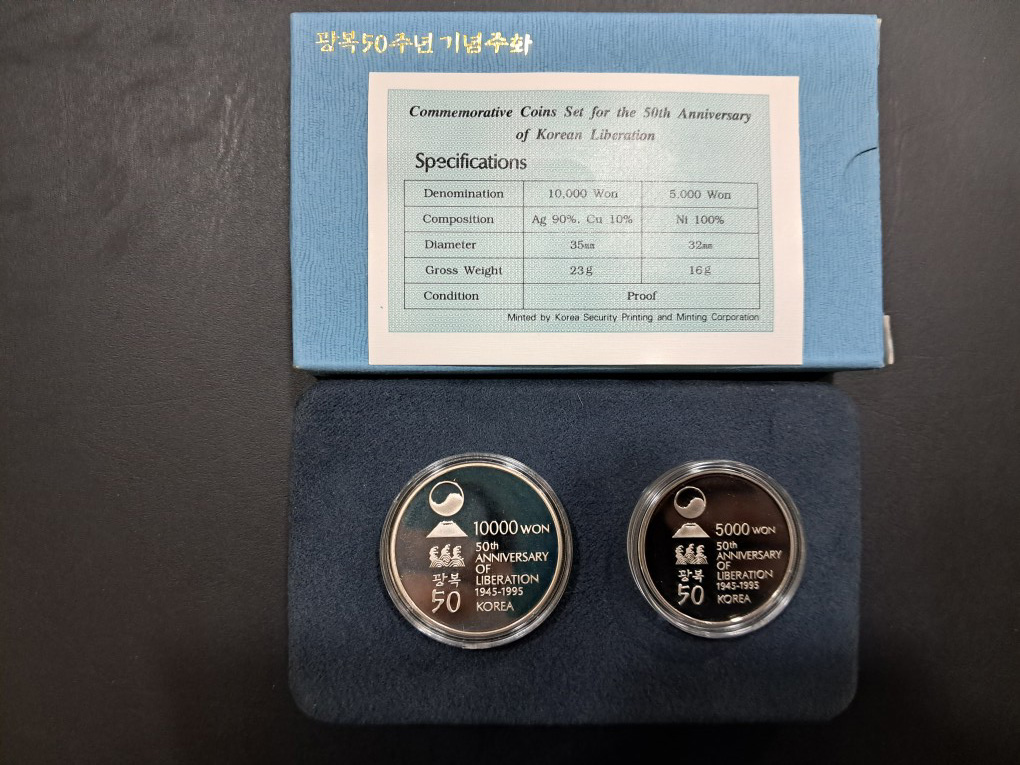 광복50주년 기념주화
Commemorative Coins Set for the 50th Anniversary
of Korean Liberation
Specifications
Denomination 10,000 Won 5.000 Won
Composition Ag 90%, Cu 10% Ni 100%
Diameter 35mm 32mm
Gross Weight 23g 16g
Condition Proof
Minted by Korea Security Printing and Minting Corporation
10000 WON
50th
ANNIVERSARY
OF
LIBERATION
1945-1995
KOREA
광복
50
5000 WON
50th
ANNIVERSARY
OF
LIBERATION
1945-1995
KOREA
광복
50